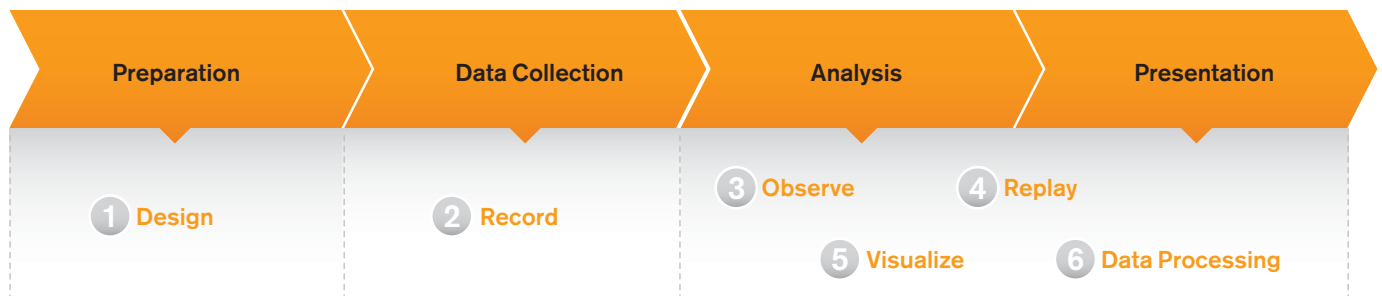 Preparation
Data Collection
Analysis
Presentation
1 Design
2 Record
3 Observe
4 Replay
5 Visualize
6 Data Processing